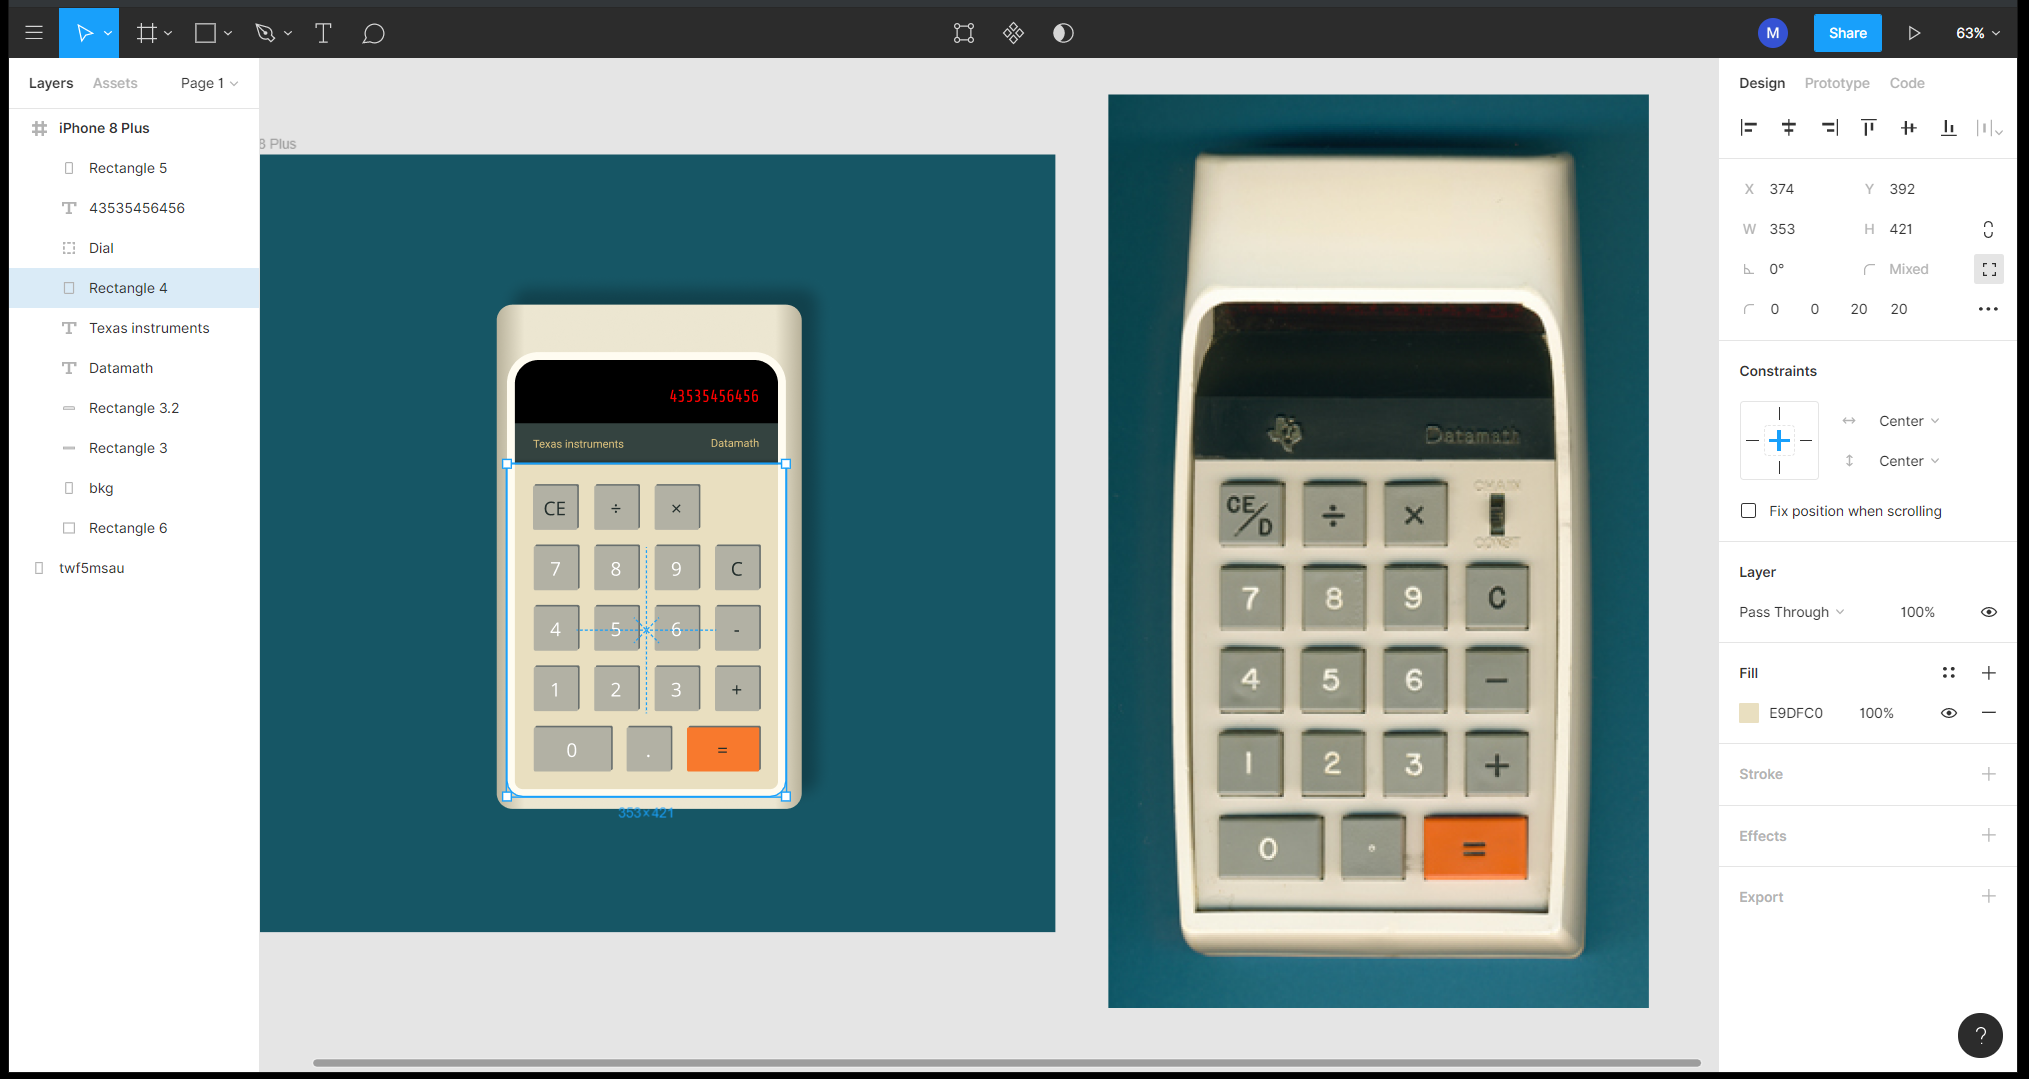 M
Share
63%
Layers
Assets
Page 1
iPhone 8 Plus
Rectangle 5
43535456456
Dial
Rectangle 4
Texas instruments
Datamath
Rectangle 3.2
Rectangle 3
bkg
Rectangle 6
twf5msau
8 Plus
43535456456
Texas instruments
Datamath
CE ÷ ×
7 8 9 C
4 5 6 -
1 2 3 +
0 . =
353×421
Datamath
CE/D ÷ ×
CHAIN
CONST
7 8 9 C
4 5 6 −
1 2 3 +
0 . =
Design
Prototype
Code
X 374 Y 392
W 353 H 421
0° Mixed
0 0 20 20
Constraints
Center
Center
Fix position when scrolling
Layer
Pass Through 100%
Fill
E9DFC0 100%
Stroke
Effects
Export
?